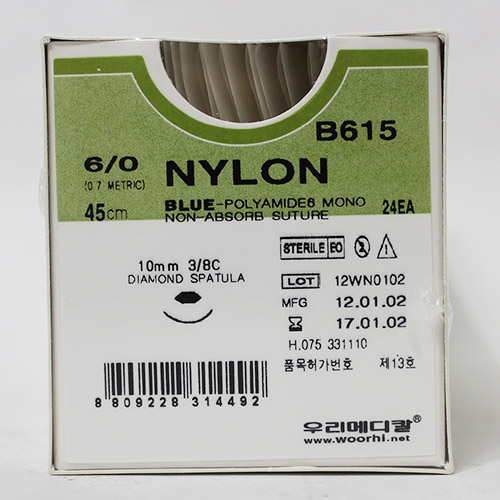 B615
6/0
(0.7 METRIC)
45cm
NYLON
BLUE-POLYAMIDE6 MONO
NON-ABSORB SUTURE
24EA
STERILE EO
10mm 3/8C
DIAMOND SPATULA
LOT 12WN0102
MFG 12.01.02
17.01.02
H.075 331110
품목허가번호 제13호
8 809228 314492
우리메디칼®
www.woorhi.net